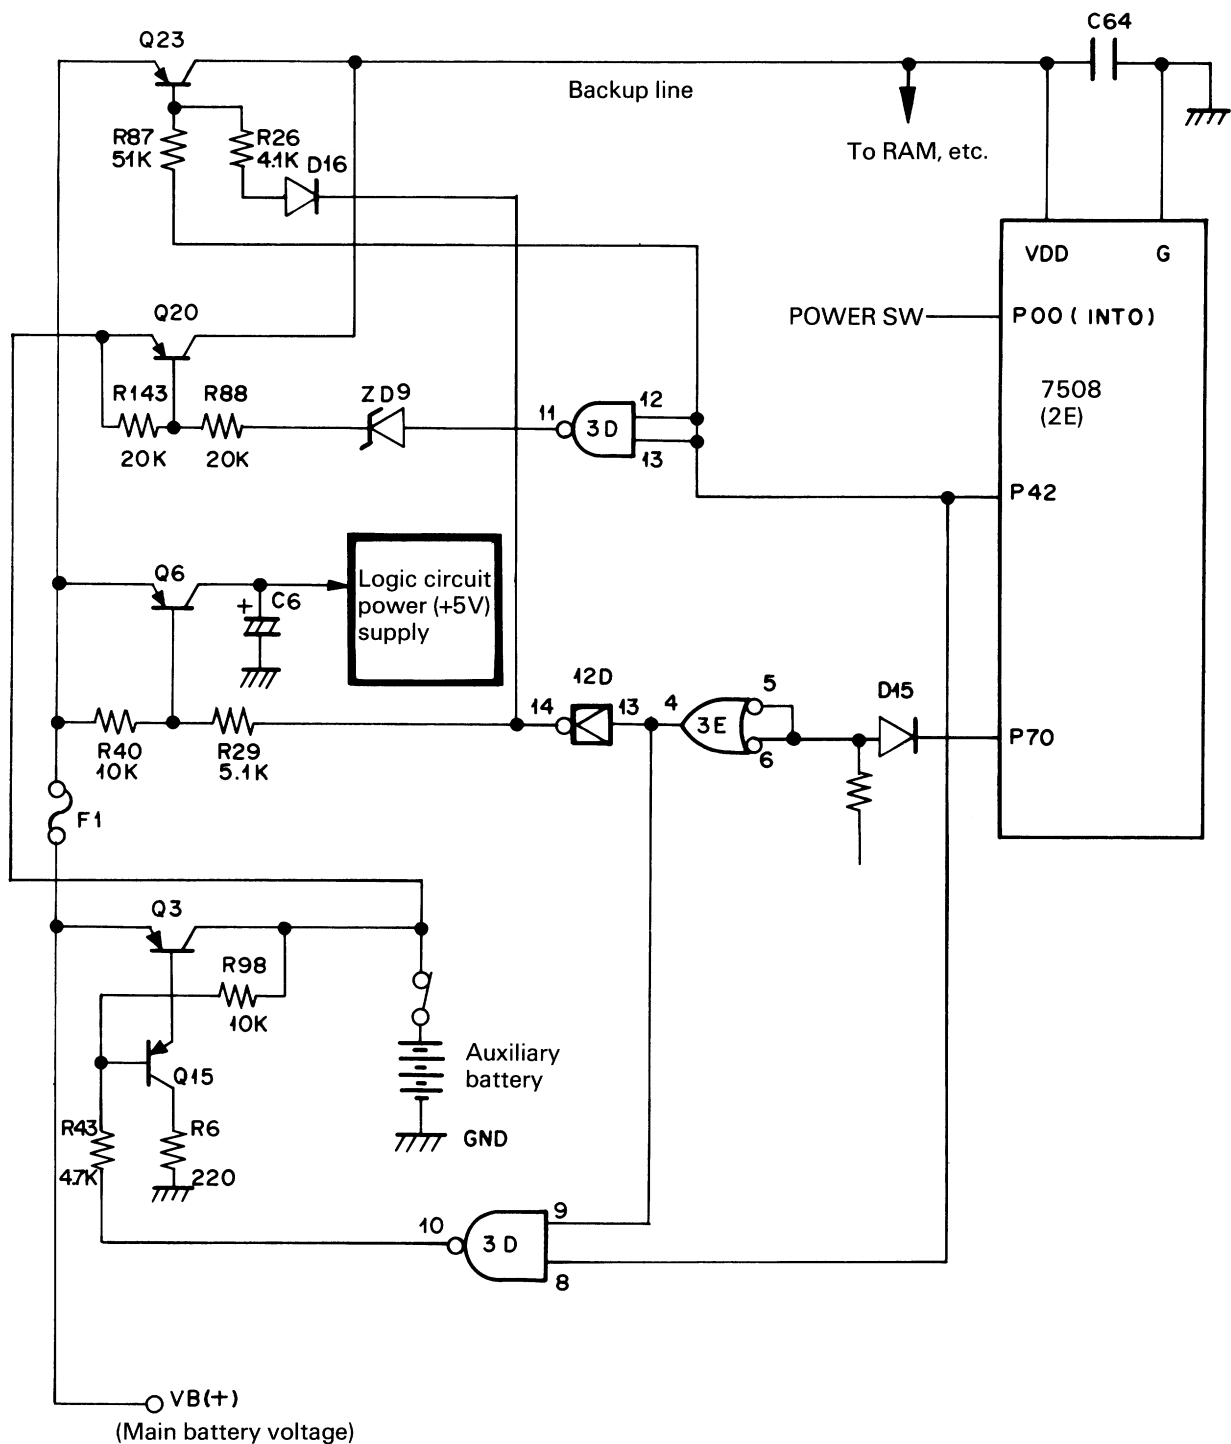 C64
Q23
Backup line
R87
51K
R26
4.1K
D16
To RAM, etc.
VDD
G
Q20
POWER SW
P00 (INT0)
R143
R88
ZD9
11
3D
12
13
7508
(2E)
20K
20K
P42
Q6
C6
+
Logic circuit
power (+5V)
supply
12D
14
13
4
3E
5
6
D15
P70
R40
10K
R29
5.1K
F1
Q3
R98
10K
Auxiliary
battery
Q15
R43
47K
R6
220
GND
10
3D
9
8
VB(+)
(Main battery voltage)